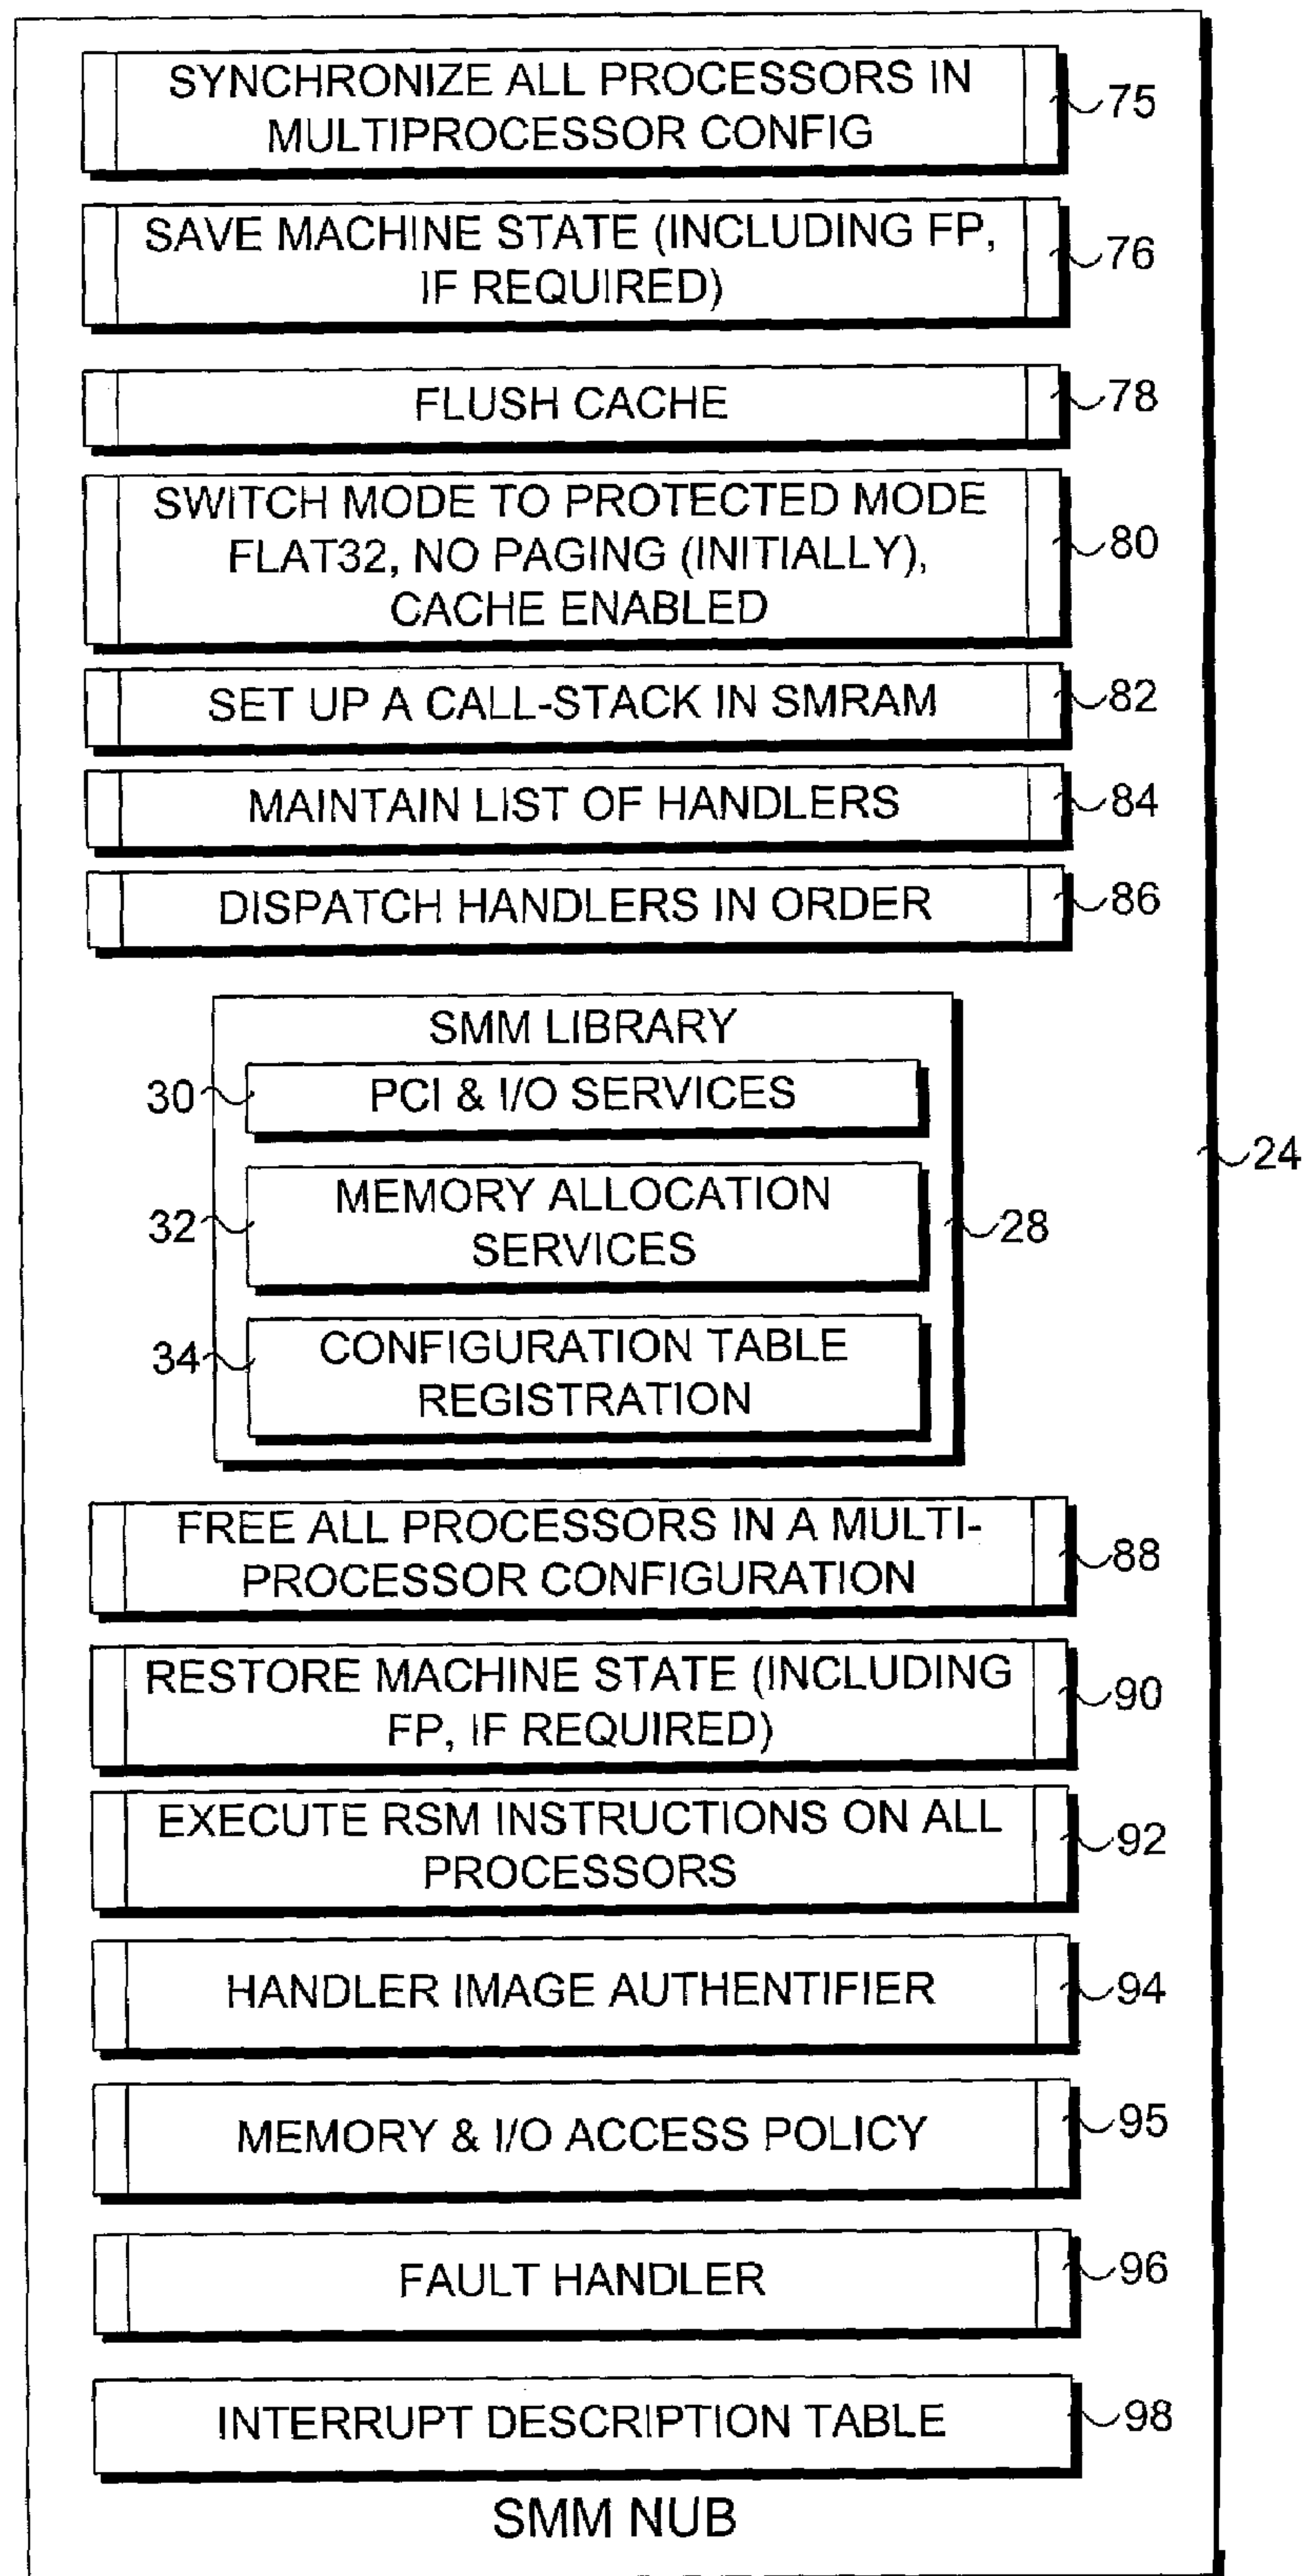 SYNCHRONIZE ALL PROCESSORS IN
MULTIPROCESSOR CONFIG
75
SAVE MACHINE STATE (INCLUDING FP,
IF REQUIRED)
76
FLUSH CACHE
78
SWITCH MODE TO PROTECTED MODE
FLAT32, NO PAGING (INITIALLY),
CACHE ENABLED
80
SET UP A CALL-STACK IN SMRAM
82
MAINTAIN LIST OF HANDLERS
84
DISPATCH HANDLERS IN ORDER
86
SMM LIBRARY
30
PCI & I/O SERVICES
24
32
MEMORY ALLOCATION
SERVICES
28
34
CONFIGURATION TABLE
REGISTRATION
FREE ALL PROCESSORS IN A MULTI-
PROCESSOR CONFIGURATION
88
RESTORE MACHINE STATE (INCLUDING
FP, IF REQUIRED)
90
EXECUTE RSM INSTRUCTIONS ON ALL
PROCESSORS
92
HANDLER IMAGE AUTHENTIFIER
94
MEMORY & I/O ACCESS POLICY
95
FAULT HANDLER
96
INTERRUPT DESCRIPTION TABLE
98
SMM NUB